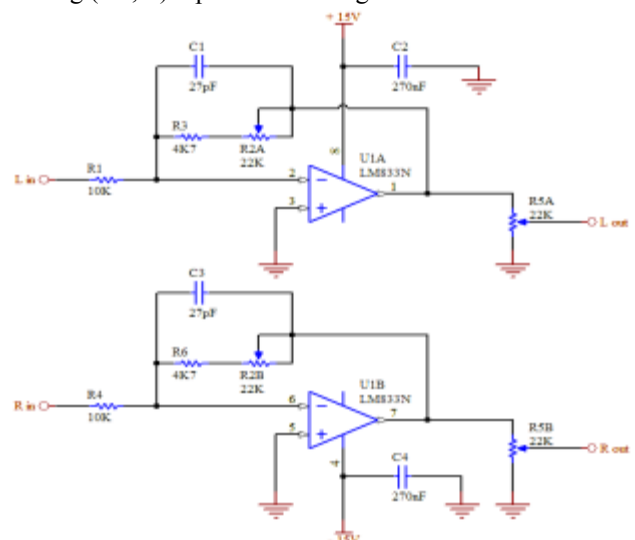 + 15V
C1
27pF
C2
270nF
R3
4K7
R2A
22K
8
U1A
LM833N
R1
10K
L in
2
3
1
R5A
22K
L out
C3
27pF
R6
4K7
R2B
22K
U1B
LM833N
R4
10K
R in
6
5
7
R5B
22K
R out
4
C4
270nF